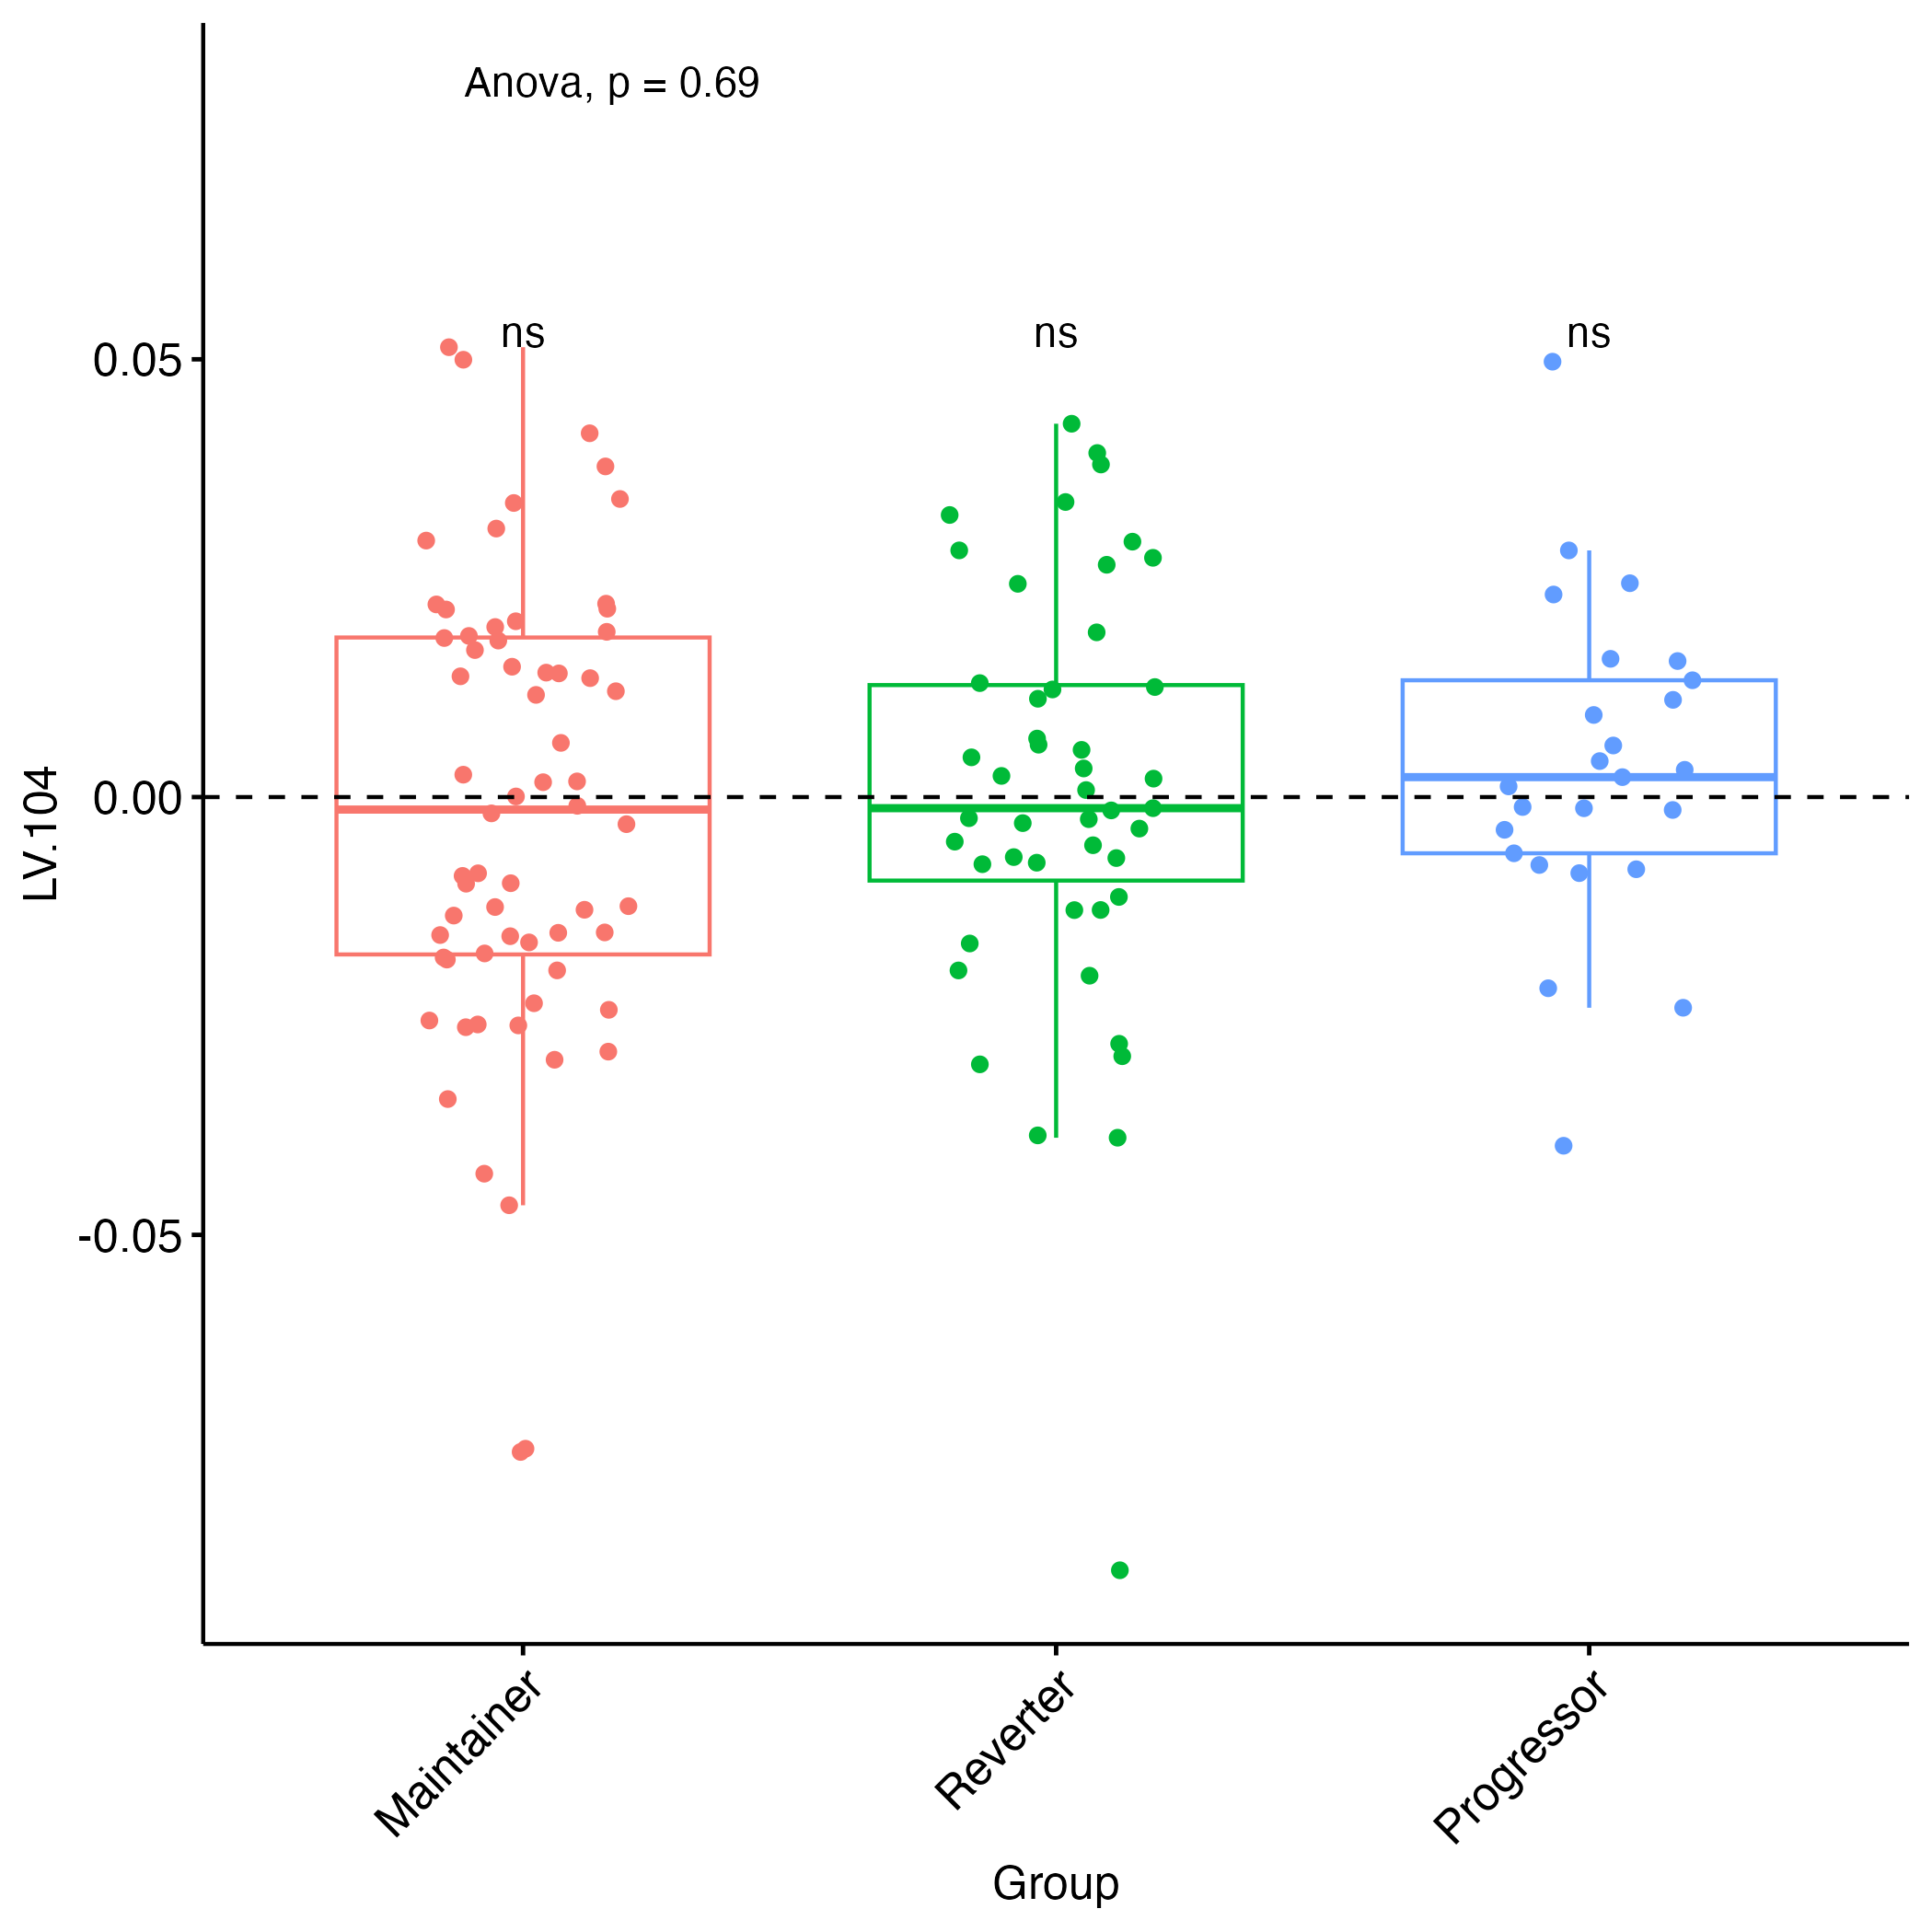 Anova, p = 0.69
ns ns ns
0.05
0.00
-0.05
LV.104
Maintainer Reverter Progressor
Group